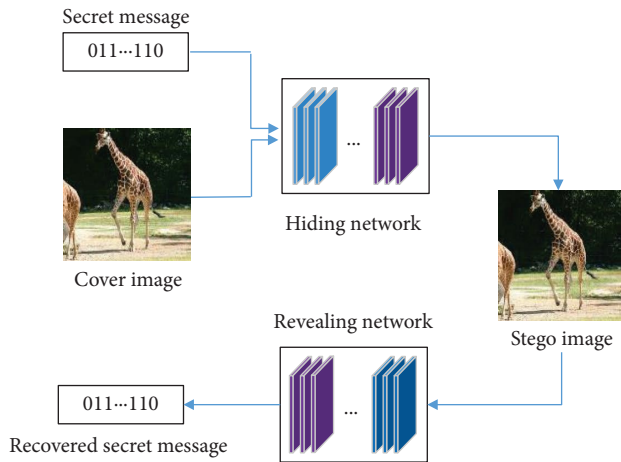 Secret message
011···110
...
Hiding network
Cover image
Stego image
Revealing network
...
011···110
Recovered secret message